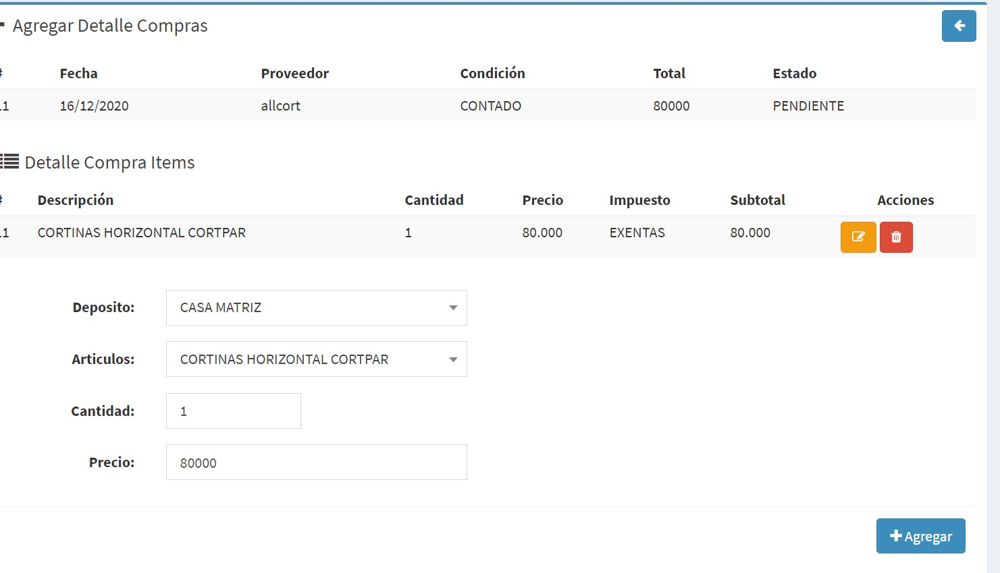 Agregar Detalle Compras
# Fecha Proveedor Condición Total Estado
11 16/12/2020 allcort CONTADO 80000 PENDIENTE
Detalle Compra Items
# Descripción Cantidad Precio Impuesto Subtotal Acciones
11 CORTINAS HORIZONTAL CORTPAR 1 80.000 EXENTAS 80.000
Deposito: CASA MATRIZ
Articulos: CORTINAS HORIZONTAL CORTPAR
Cantidad: 1
Precio: 80000
Agregar